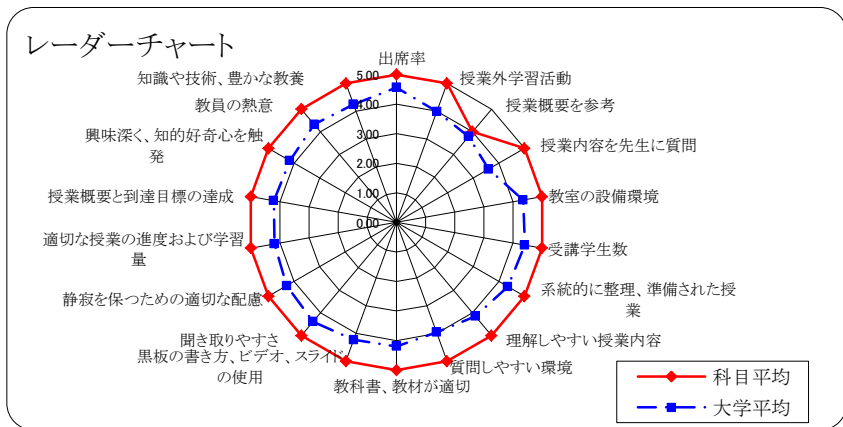 レーダーチャート
出席率
授業外学習活動
授業概要を参考
授業内容を先生に質問
教室の設備環境
受講学生数
系統的に整理、準備された授
業
理解しやすい授業内容
質問しやすい環境
教科書、教材が適切
黒板の書き方、ビデオ、スライド
の使用
聞き取りやすさ
静寂を保つための適切な配慮
適切な授業の進度および学習
量
授業概要と到達目標の達成
興味深く、知的好奇心を触
発
教員の熱意
知識や技術、豊かな教養
5.00
4.00
3.00
2.00
1.00
0.00
科目平均
大学平均